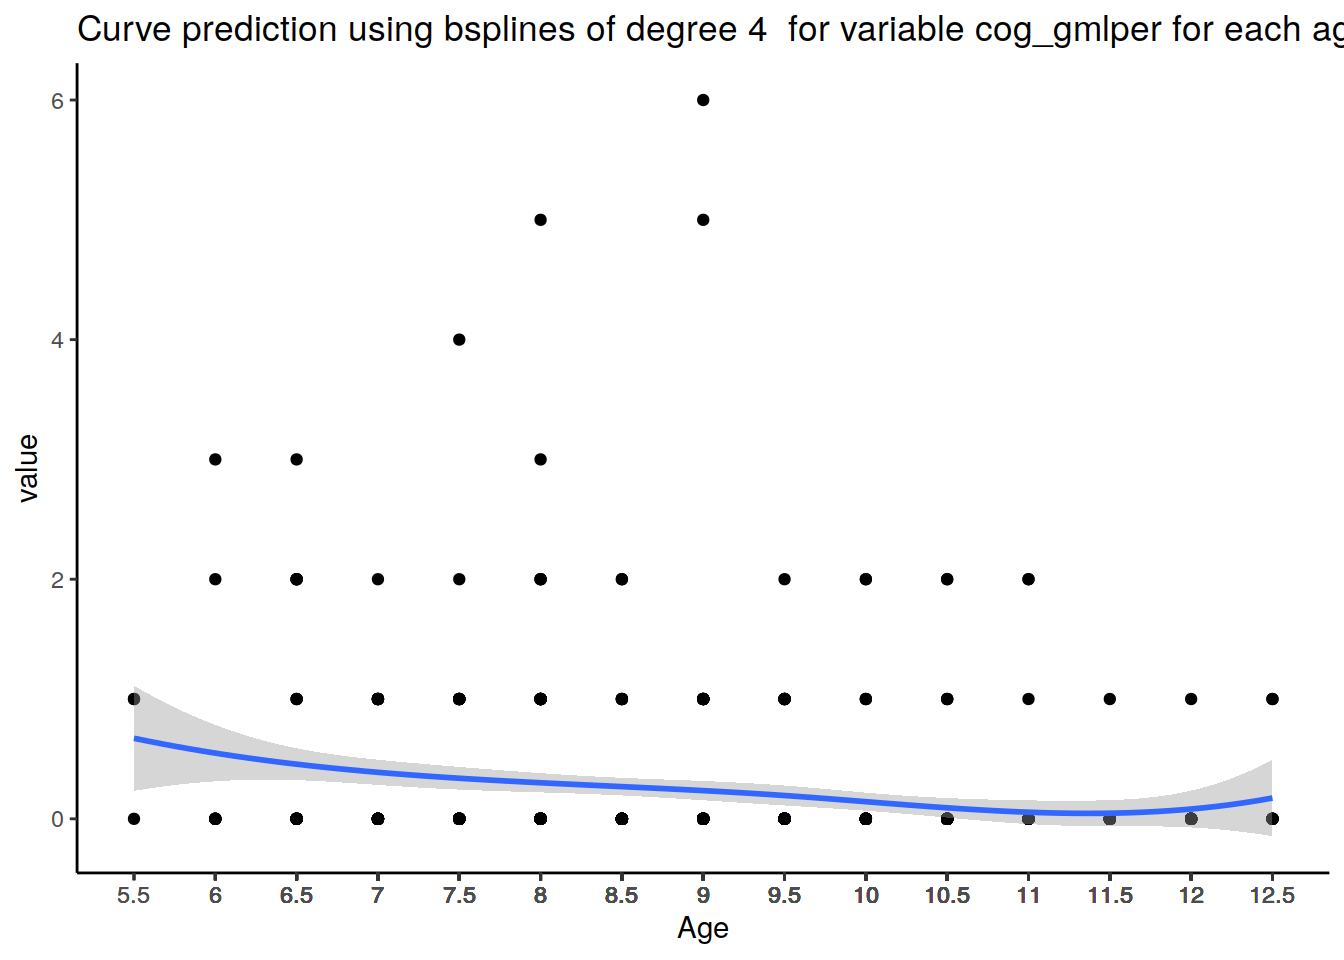 Curve prediction using bsplines of degree 4  for variable cog_gmlper for each ag
6
4
2
0
value
5.5 6 6.5 7 7.5 8 8.5 9 9.5 10 10.5 11 11.5 12 12.5
Age